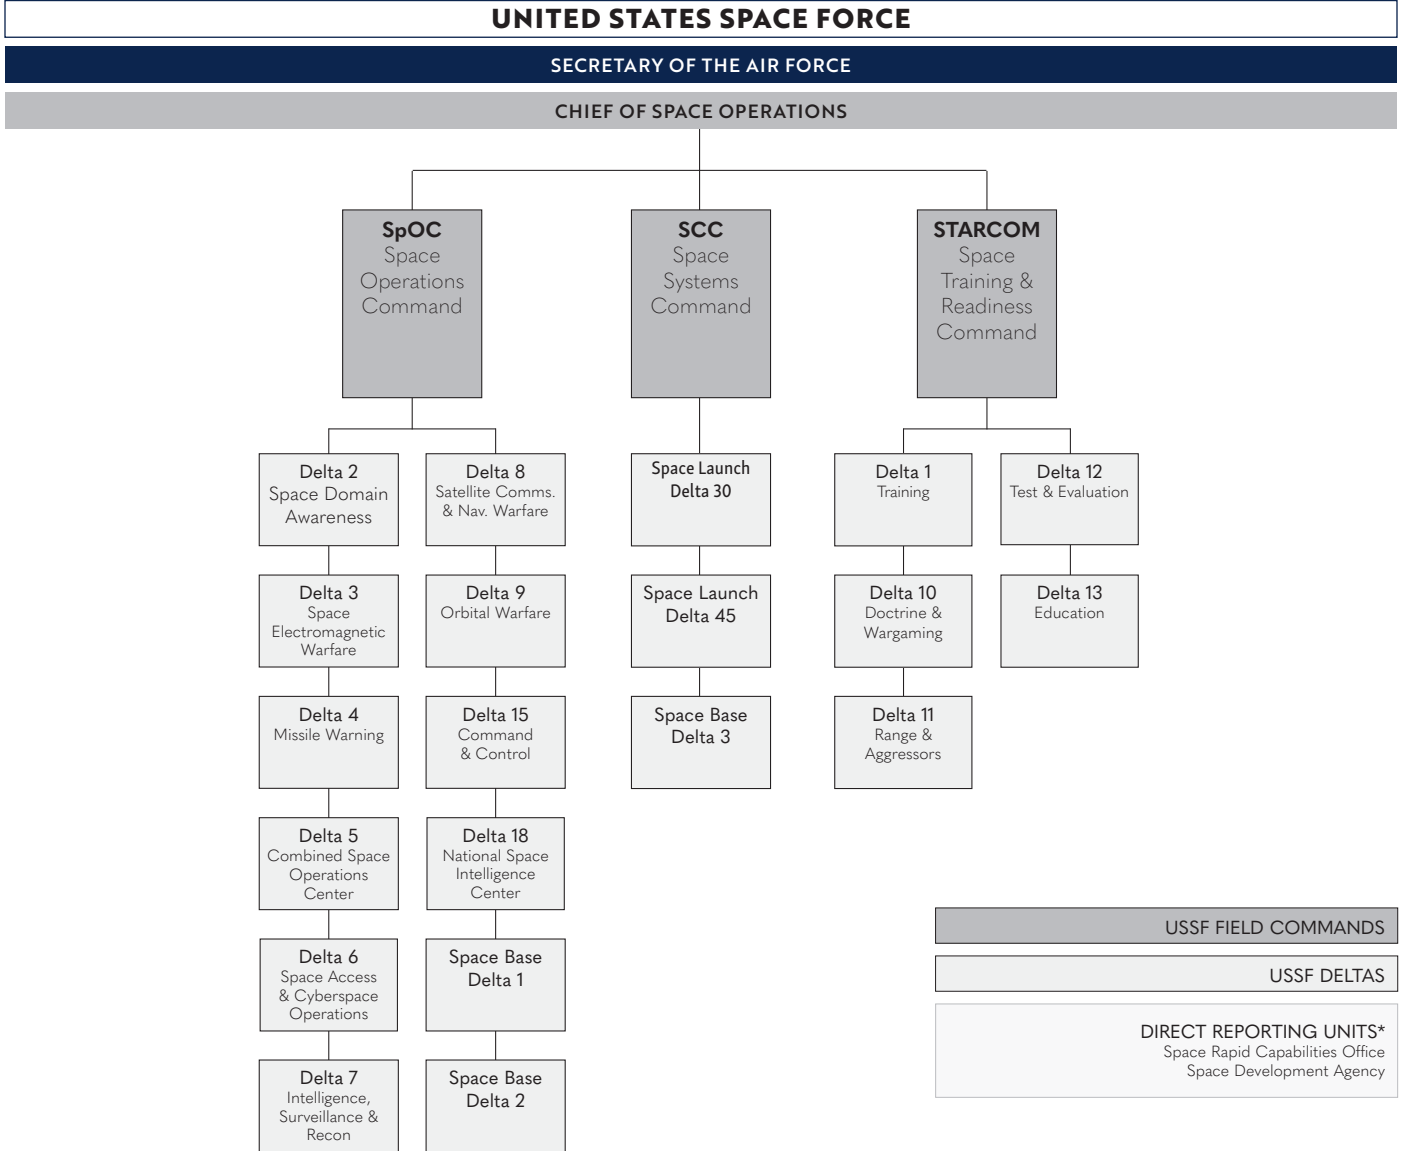 UNITED STATES SPACE FORCE
SECRETARY OF THE AIR FORCE
CHIEF OF SPACE OPERATIONS
SpOC
Space
Operations
Command
SCC
Space
Systems
Command
STARCOM
Space
Training &
Readiness
Command
Delta 2
Space Domain
Awareness
Delta 8
Satellite Comms.
& Nav. Warfare
Space Launch
Delta 30
Delta 1
Training
Delta 12
Test & Evaluation
Delta 3
Space
Electromagnetic
Warfare
Delta 9
Orbital Warfare
Space Launch
Delta 45
Delta 10
Doctrine &
Wargaming
Delta 13
Education
Delta 4
Missile Warning
Delta 15
Command
& Control
Space Base
Delta 3
Delta 11
Range &
Aggressors
Delta 5
Combined Space
Operations
Center
Delta 18
National Space
Intelligence
Center
Delta 6
Space Access
& Cyberspace
Operations
Space Base
Delta 1
Delta 7
Intelligence,
Surveillance &
Recon
Space Base
Delta 2
USSF FIELD COMMANDS
USSF DELTAS
DIRECT REPORTING UNITS*
Space Rapid Capabilities Office
Space Development Agency